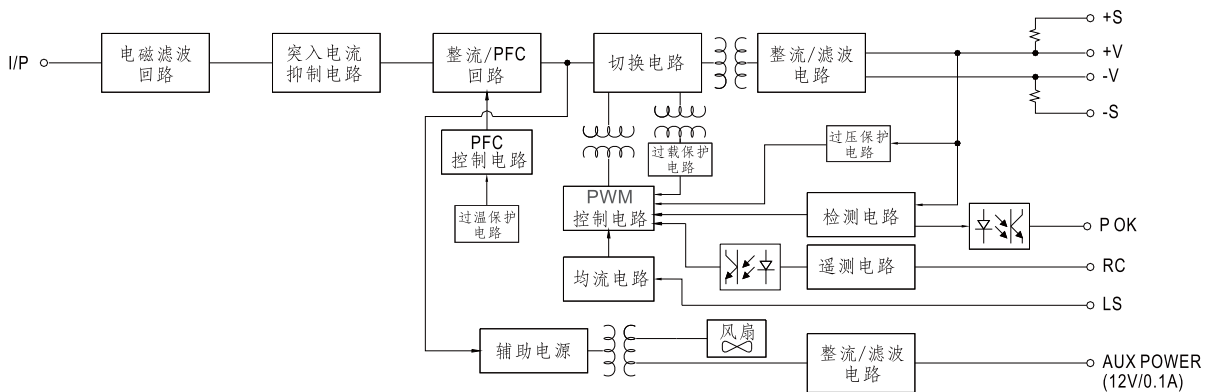 I/P
电磁滤波
回路
突入电流
抑制电路
整流/PFC
回路
切换电路
整流/滤波
电路
+S
+V
-V
-S
PFC
控制电路
过温保护
电路
过载保护
电路
过压保护
电路
PWM
控制电路
检测电路
P OK
遥测电路
RC
均流电路
LS
辅助电源
风扇
整流/滤波
电路
AUX POWER
(12V/0.1A)